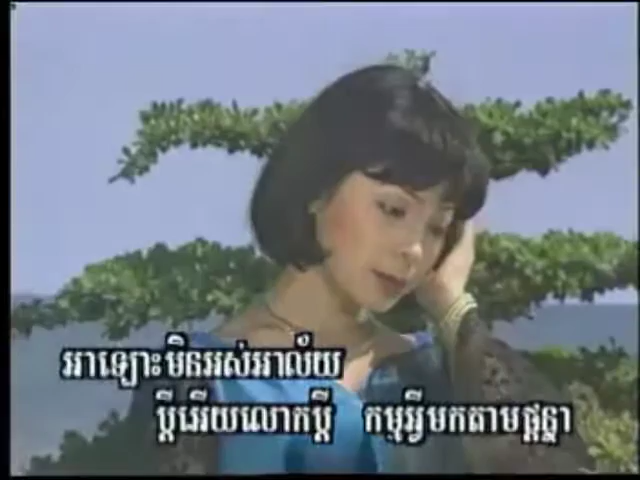 អាឡោះមិនអស់អាល័យ
ប្ដីអើយលោកប្ដី កម្មអ្វីមកតាមផ្ដន្ទា